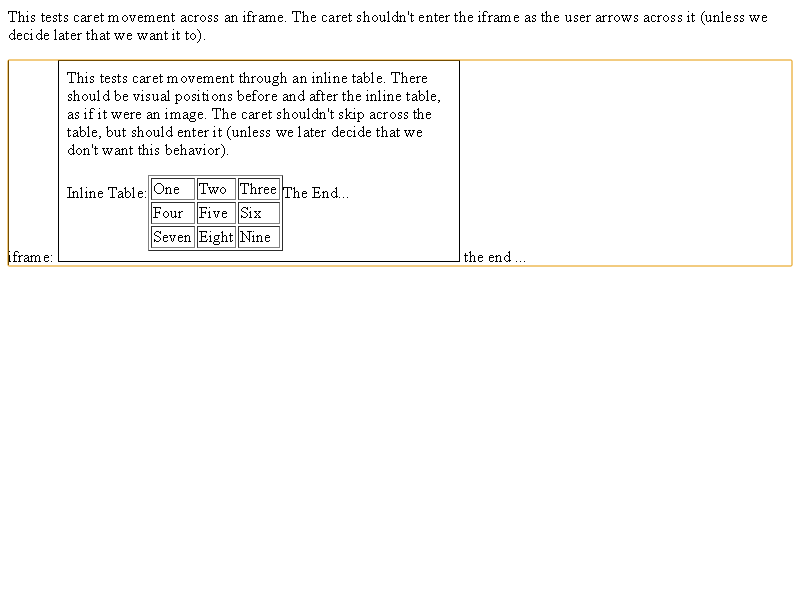 This tests caret movement across an iframe. The caret shouldn't enter the iframe as the user arrows across it (unless we
decide later that we want it to).
This tests caret movement through an inline table. There
should be visual positions before and after the inline table,
as if it were an image. The caret shouldn't skip across the
table, but should enter it (unless we later decide that we
don't want this behavior).
Inline Table: One Two Three The End...
Four Five Six
Seven Eight Nine
iframe: the end ...